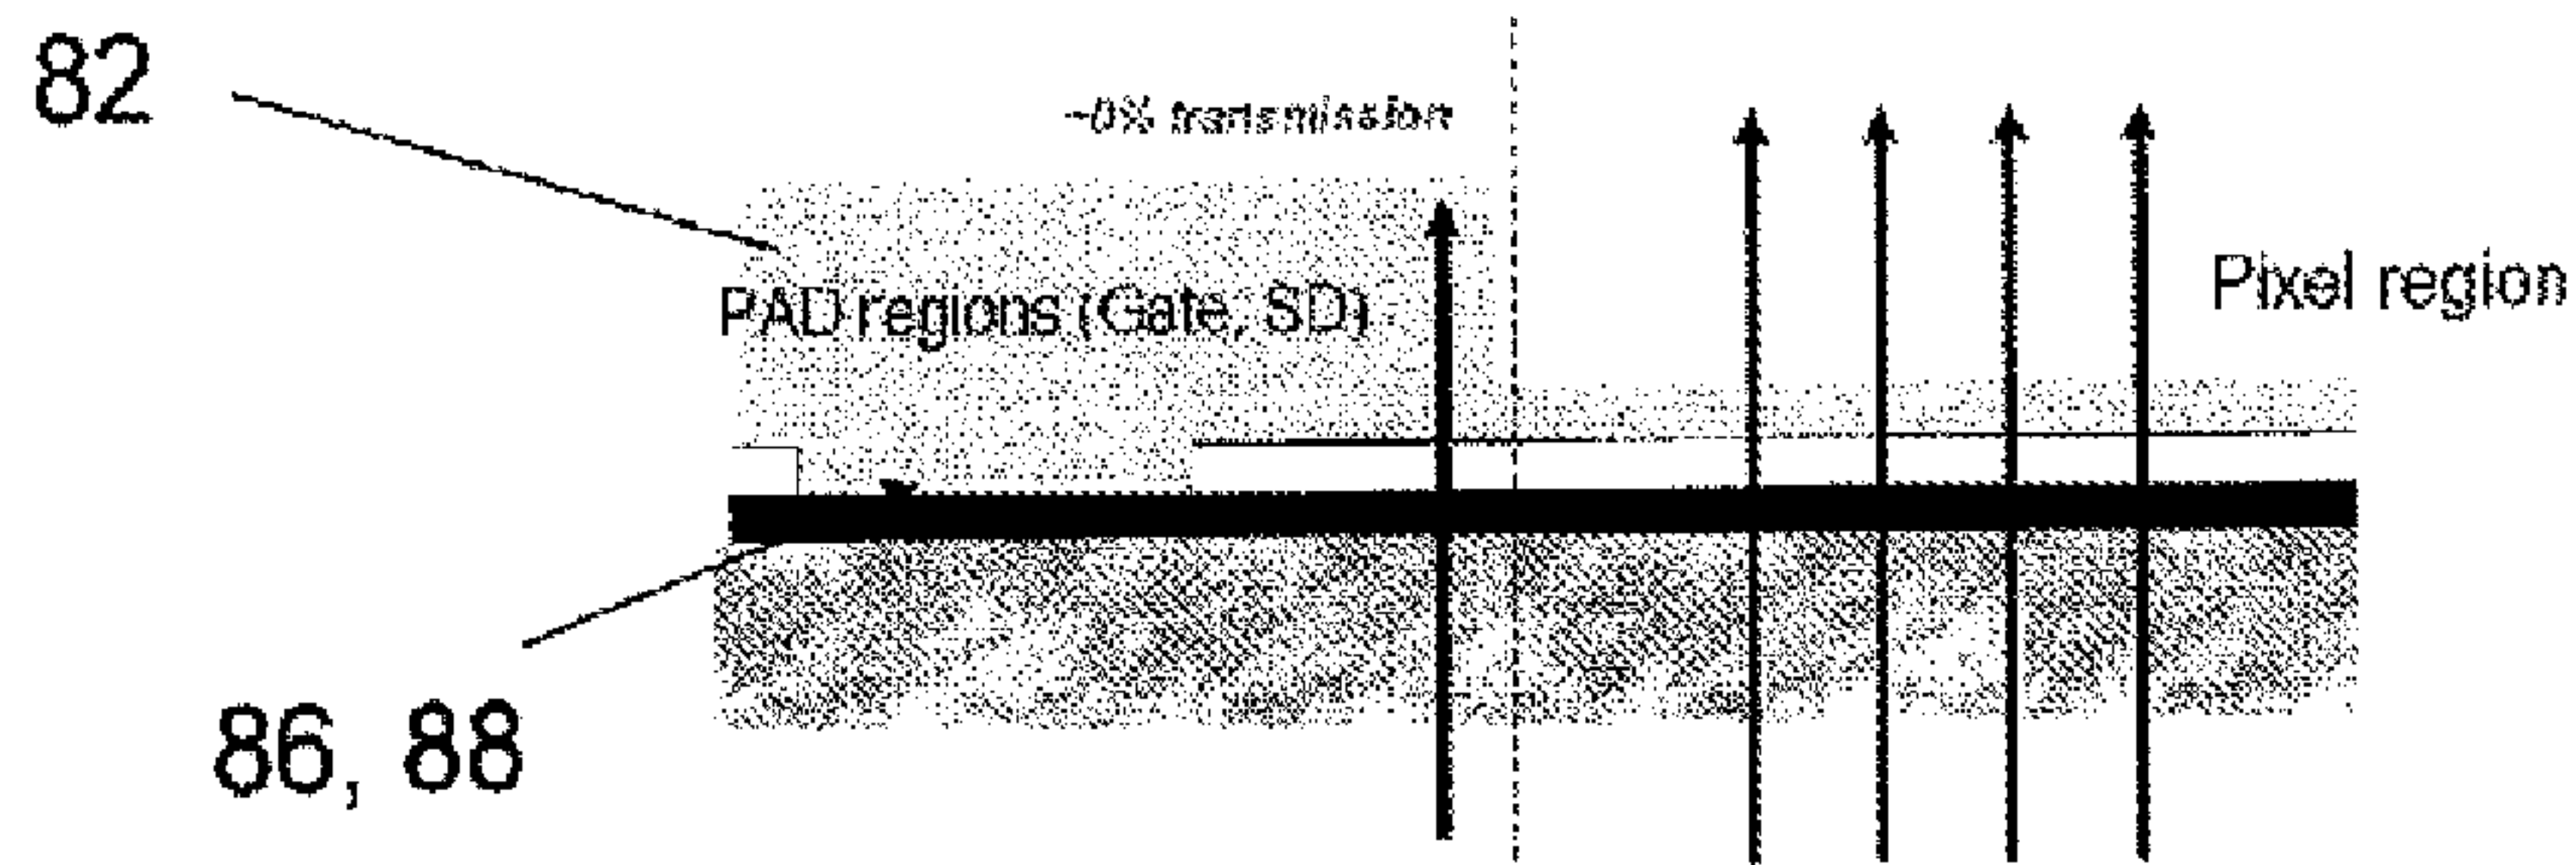 82
~0% transmission
PAD regions (Gate, SD)
Pixel region
86, 88